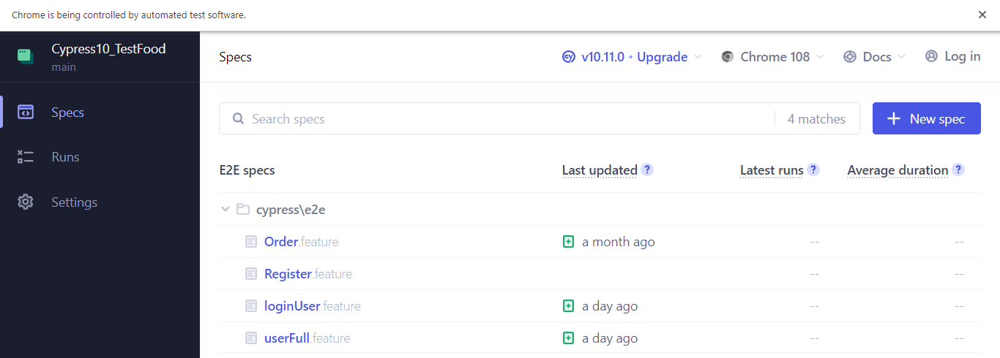 Chrome is being controlled by automated test software.
Cypress10_TestFood
main
Specs
Runs
Settings
Specs
v10.11.0 • Upgrade
Chrome 108
Docs
Log in
Search specs
4 matches
+ New spec
E2E specs
Last updated ?
Latest runs ?
Average duration ?
cypress\e2e
Order.feature a month ago -- --
Register.feature -- --
loginUser.feature a day ago -- --
userFull.feature a day ago -- --